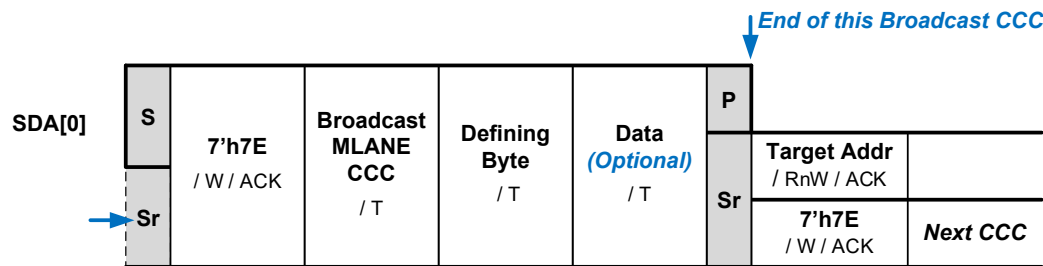 End of this Broadcast CCC
SDA[0]
S
Sr
7'h7E
/ W / ACK
Broadcast
MLANE
CCC
/ T
Defining
Byte
/ T
Data
(Optional)
/ T
P
Sr
Target Addr
/ RnW / ACK
7'h7E
/ W / ACK
Next CCC